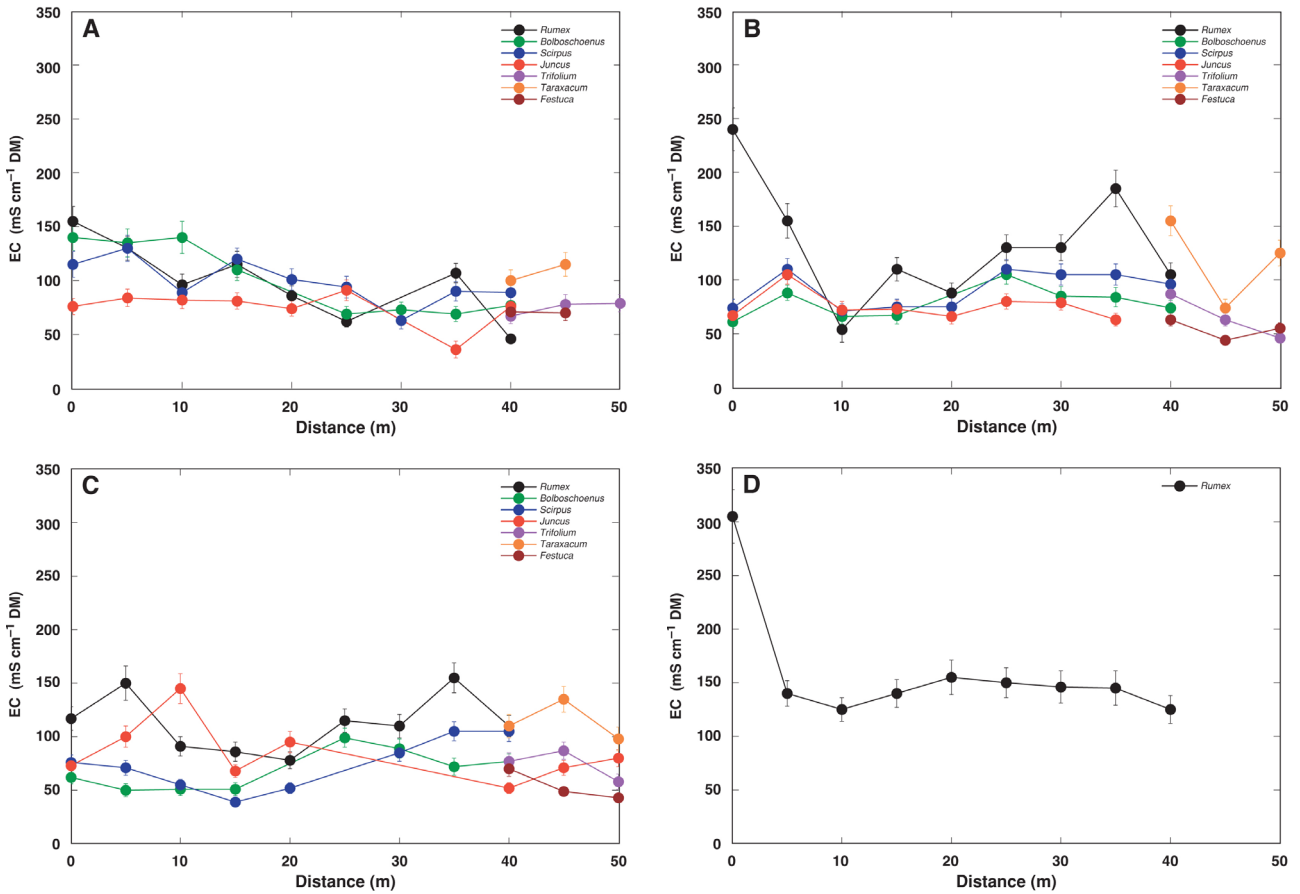 A
350
300
250
200
150
100
50
0
EC (mS cm⁻¹ DM)
0 10 20 30 40 50
Distance (m)
Rumex
Bolboschoenus
Scirpus
Juncus
Trifolium
Taraxacum
Festuca
B
350
300
250
200
150
100
50
0
EC (mS cm⁻¹ DM)
0 10 20 30 40 50
Distance (m)
Rumex
Bolboschoenus
Scirpus
Juncus
Trifolium
Taraxacum
Festuca
C
350
300
250
200
150
100
50
0
EC (mS cm⁻¹ DM)
0 10 20 30 40 50
Distance (m)
Rumex
Bolboschoenus
Scirpus
Juncus
Trifolium
Taraxacum
Festuca
D
350
300
250
200
150
100
50
0
EC (mS cm⁻¹ DM)
0 10 20 30 40 50
Distance (m)
Rumex